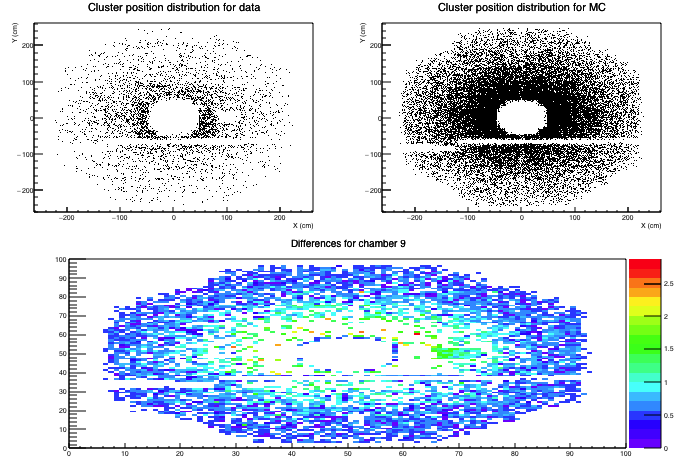 Cluster position distribution for data
Y (cm)
200
100
0
−100
−200
−200 −100 0 100 200
X (cm)
Cluster position distribution for MC
Y (cm)
200
100
0
−100
−200
−200 −100 0 100 200
X (cm)
Differences for chamber 9
100
90
80
70
60
50
40
30
20
10
0
0 10 20 30 40 50 60 70 80 90 100
2.5
2
1.5
1
0.5
0